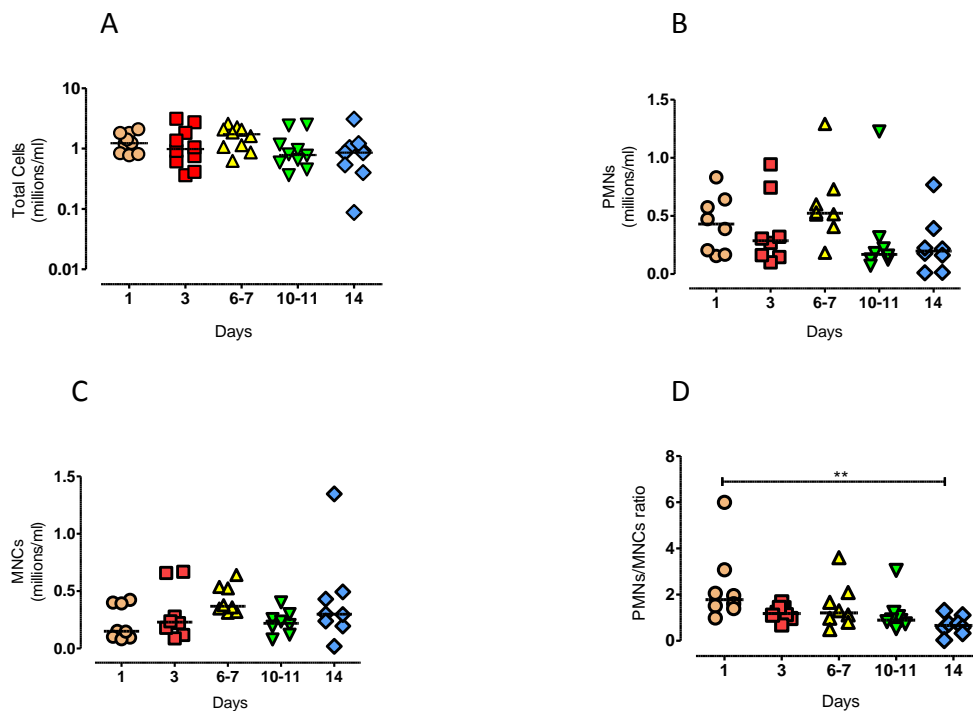 A
10
1
0.1
0.01
Total Cells
(millions/ml)
1 3 6-7 10-11 14
Days
B
1.5
1.0
0.5
0.0
PMNs
(millions/ml)
1 3 6-7 10-11 14
Days
C
1.5
1.0
0.5
0.0
MNCs
(millions/ml)
1 3 6-7 10-11 14
Days
D
8
6
4
2
0
PMNs/MNCs ratio
**
1 3 6-7 10-11 14
Days